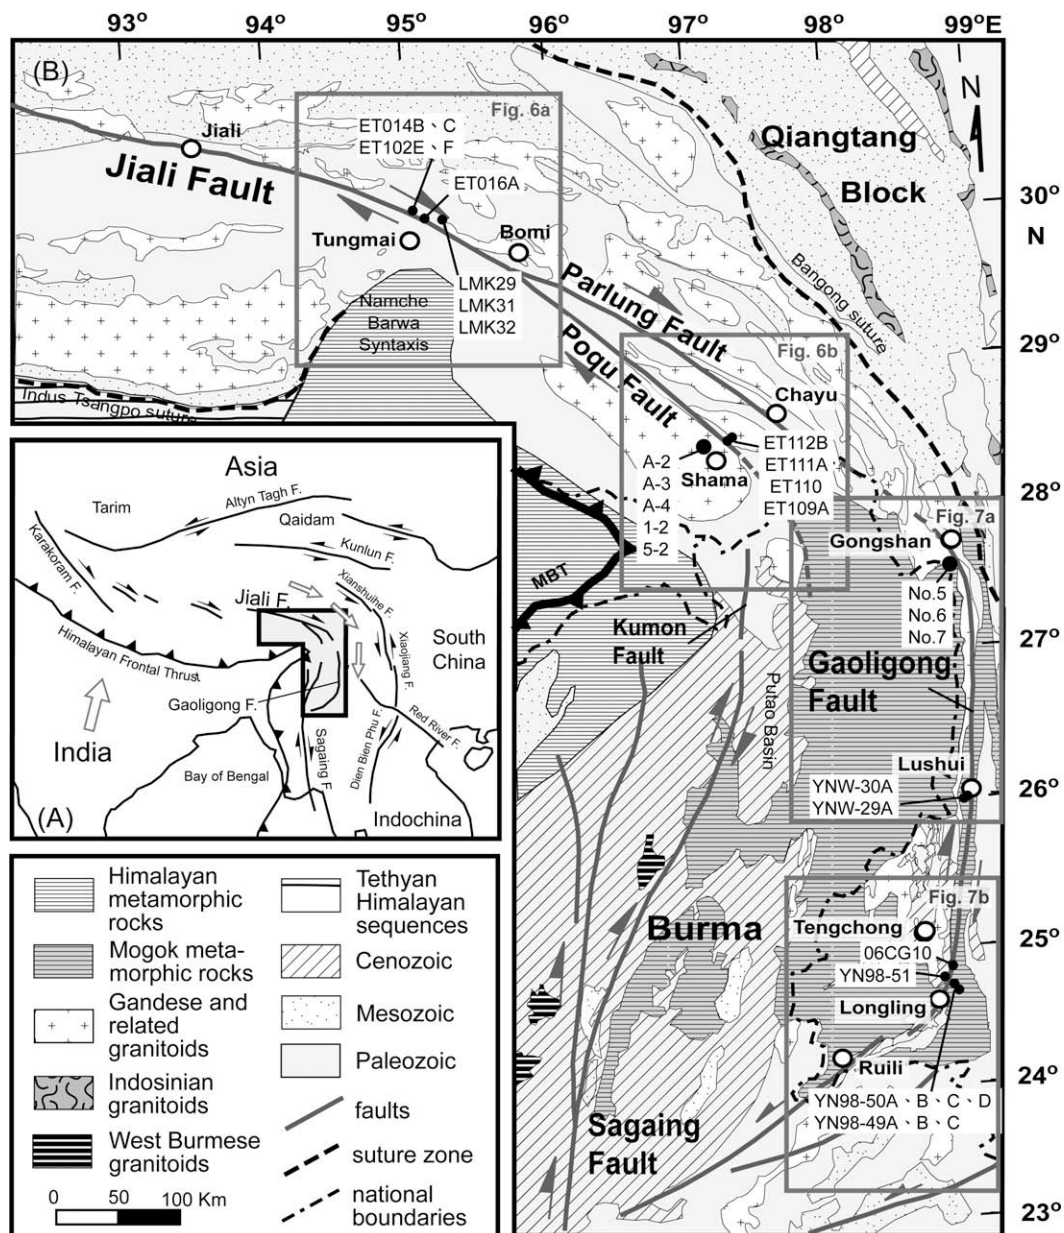 93° 94° 95° 96° 97° 98° 99°E
(B)
Fig. 6a
N
Jiali
ET014B、C
ET102E、F
Qiangtang
Block
Jiali Fault
ET016A
30°
N
Tungmai
Bomi
LMK29
LMK31
LMK32
Namche
Barwa
Syntaxis
Parlung Fault
Bangong suture
Poqu Fault
29°
Fig. 6b
Indus-Tsangpo suture
Chayu
A-2
A-3
A-4
1-2
5-2
Shama
ET112B
ET111A
ET110
ET109A
28°
Fig. 7a
Gongshan
MBT
No.5
No.6
No.7
Kumon
Fault
27°
Gaoligong
Fault
Putao Basin
Lushui
YNW-30A
YNW-29A
26°
Fig. 7b
Burma
Tengchong
06CG10
YN98-51
25°
Longling
Ruili
24°
YN98-50A、B、C、D
YN98-49A、B、C
Sagaing
Fault
23°
Asia
Tarim
Altyn Tagh F.
Qaidam
Karakoram F.
Kunlun F.
Jiali F.
Xianshuihe F.
Xiaojiang F.
South
China
Himalayan Frontal Thrust
Gaoligong F.
India
Red River F.
Sagaing F.
Dien Bien Phu F.
Bay of Bengal
(A)
Indochina
Himalayan
metamorphic
rocks
Mogok meta-
morphic rocks
Gandese and
related
granitoids
Indosinian
granitoids
West Burmese
granitoids
0 50 100 Km
Tethyan
Himalayan
sequences
Cenozoic
Mesozoic
Paleozoic
faults
suture zone
national
boundaries